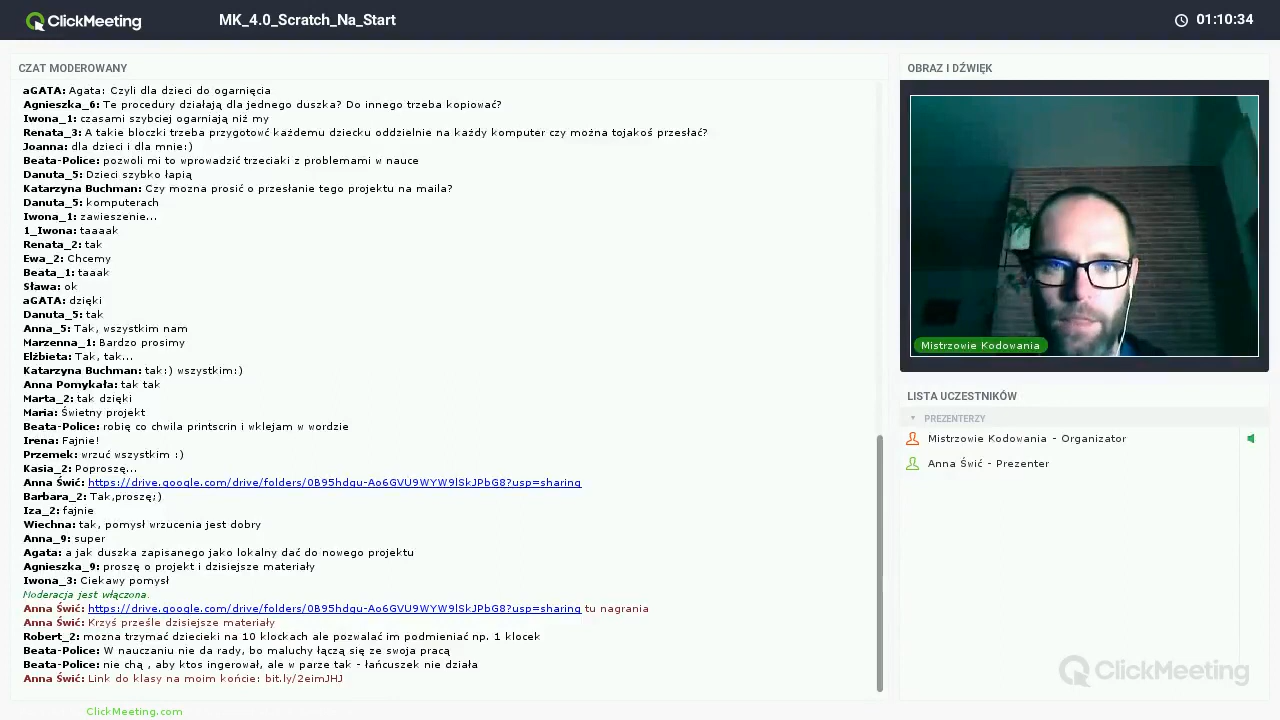 ClickMeeting
MK_4.0_Scratch_Na_Start
01:10:34
CZAT MODEROWANY
aGATA: Agata: Czyli dla dzieci do ogarnięcia
Agnieszka_6: Te procedury działają dla jednego duszka? Do innego trzeba kopiować?
Iwona_1: czasami szybciej ogarniają niż my
Renata_3: A takie bloczki trzeba przygotowć każdemu dziecku oddzielnie na każdy komputer czy można tojakoś przesłać?
Joanna: dla dzieci i dla mnie:)
Beata-Police: pozwoli mi to wprowadzić trzeciaki z problemami w nauce
Danuta_5: Dzieci szybko łapią
Katarzyna Buchman: Czy mozna prosić o przesłanie tego projektu na maila?
Danuta_5: komputerach
Iwona_1: zawieszenie...
1_Iwona: taaaak
Renata_2: tak
Ewa_2: Chcemy
Beata_1: taaak
Sława: ok
aGATA: dzięki
Danuta_5: tak
Anna_5: Tak, wszystkim nam
Marzenna_1: Bardzo prosimy
Elżbieta: Tak, tak...
Katarzyna Buchman: tak:) wszystkim:)
Anna Pomykała: tak tak
Marta_2: tak dzięki
Maria: Świetny projekt
Beata-Police: robię co chwila printscrin i wklejam w wordzie
Irena: Fajnie!
Przemek: wrzuć wszystkim :)
Kasia_2: Poproszę...
Anna Świć: https://drive.google.com/drive/folders/0B95hdgu-Ao6GVU9WYW9lSkJPbG8?usp=sharing
Barbara_2: Tak,proszę;)
Iza_2: fajnie
Wiechna: tak, pomysł wrzucenia jest dobry
Anna_9: super
Agata: a jak duszka zapisanego jako lokalny dać do nowego projektu
Agnieszka_9: proszę o projekt i dzisiejsze materiały
Iwona_3: Ciekawy pomysł
Moderacja jest włączona.
Anna Świć: https://drive.google.com/drive/folders/0B95hdgu-Ao6GVU9WYW9lSkJPbG8?usp=sharing tu nagrania
Anna Świć: Krzyś prześle dzisiejsze materiały
Robert_2: mozna trzymać dziecieki na 10 klockach ale pozwalać im podmieniać np. 1 klocek
Beata-Police: W nauczaniu nie da rady, bo maluchy łączą się ze swoja pracą
Beata-Police: nie chą , aby ktos ingerował, ale w parze tak - łańcuszek nie działa
Anna Świć: Link do klasy na moim końcie: bit.ly/2eimJHJ
ClickMeeting.com
OBRAZ I DŹWIĘK
Mistrzowie Kodowania
LISTA UCZESTNIKÓW
PREZENTERZY
Mistrzowie Kodowania - Organizator
Anna Świć - Prezenter
ClickMeeting